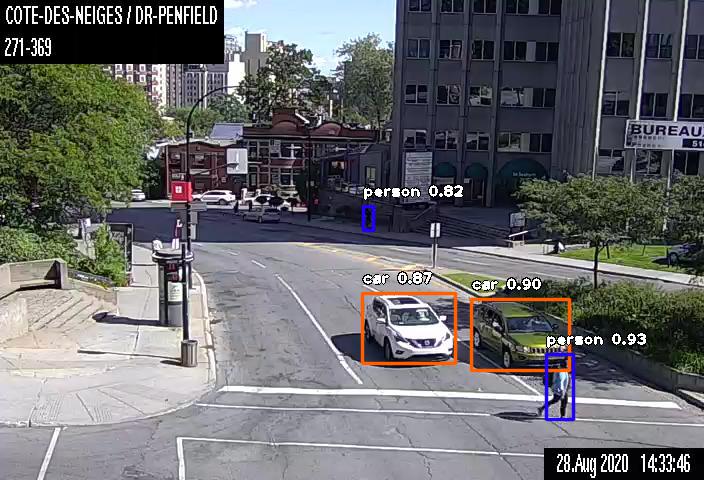 COTE-DES-NEIGES / DR-PENFIELD
271-369
BUREAU
person 0.82
car 0.87
car 0.90
person 0.93
28.Aug 2020 14:33:46